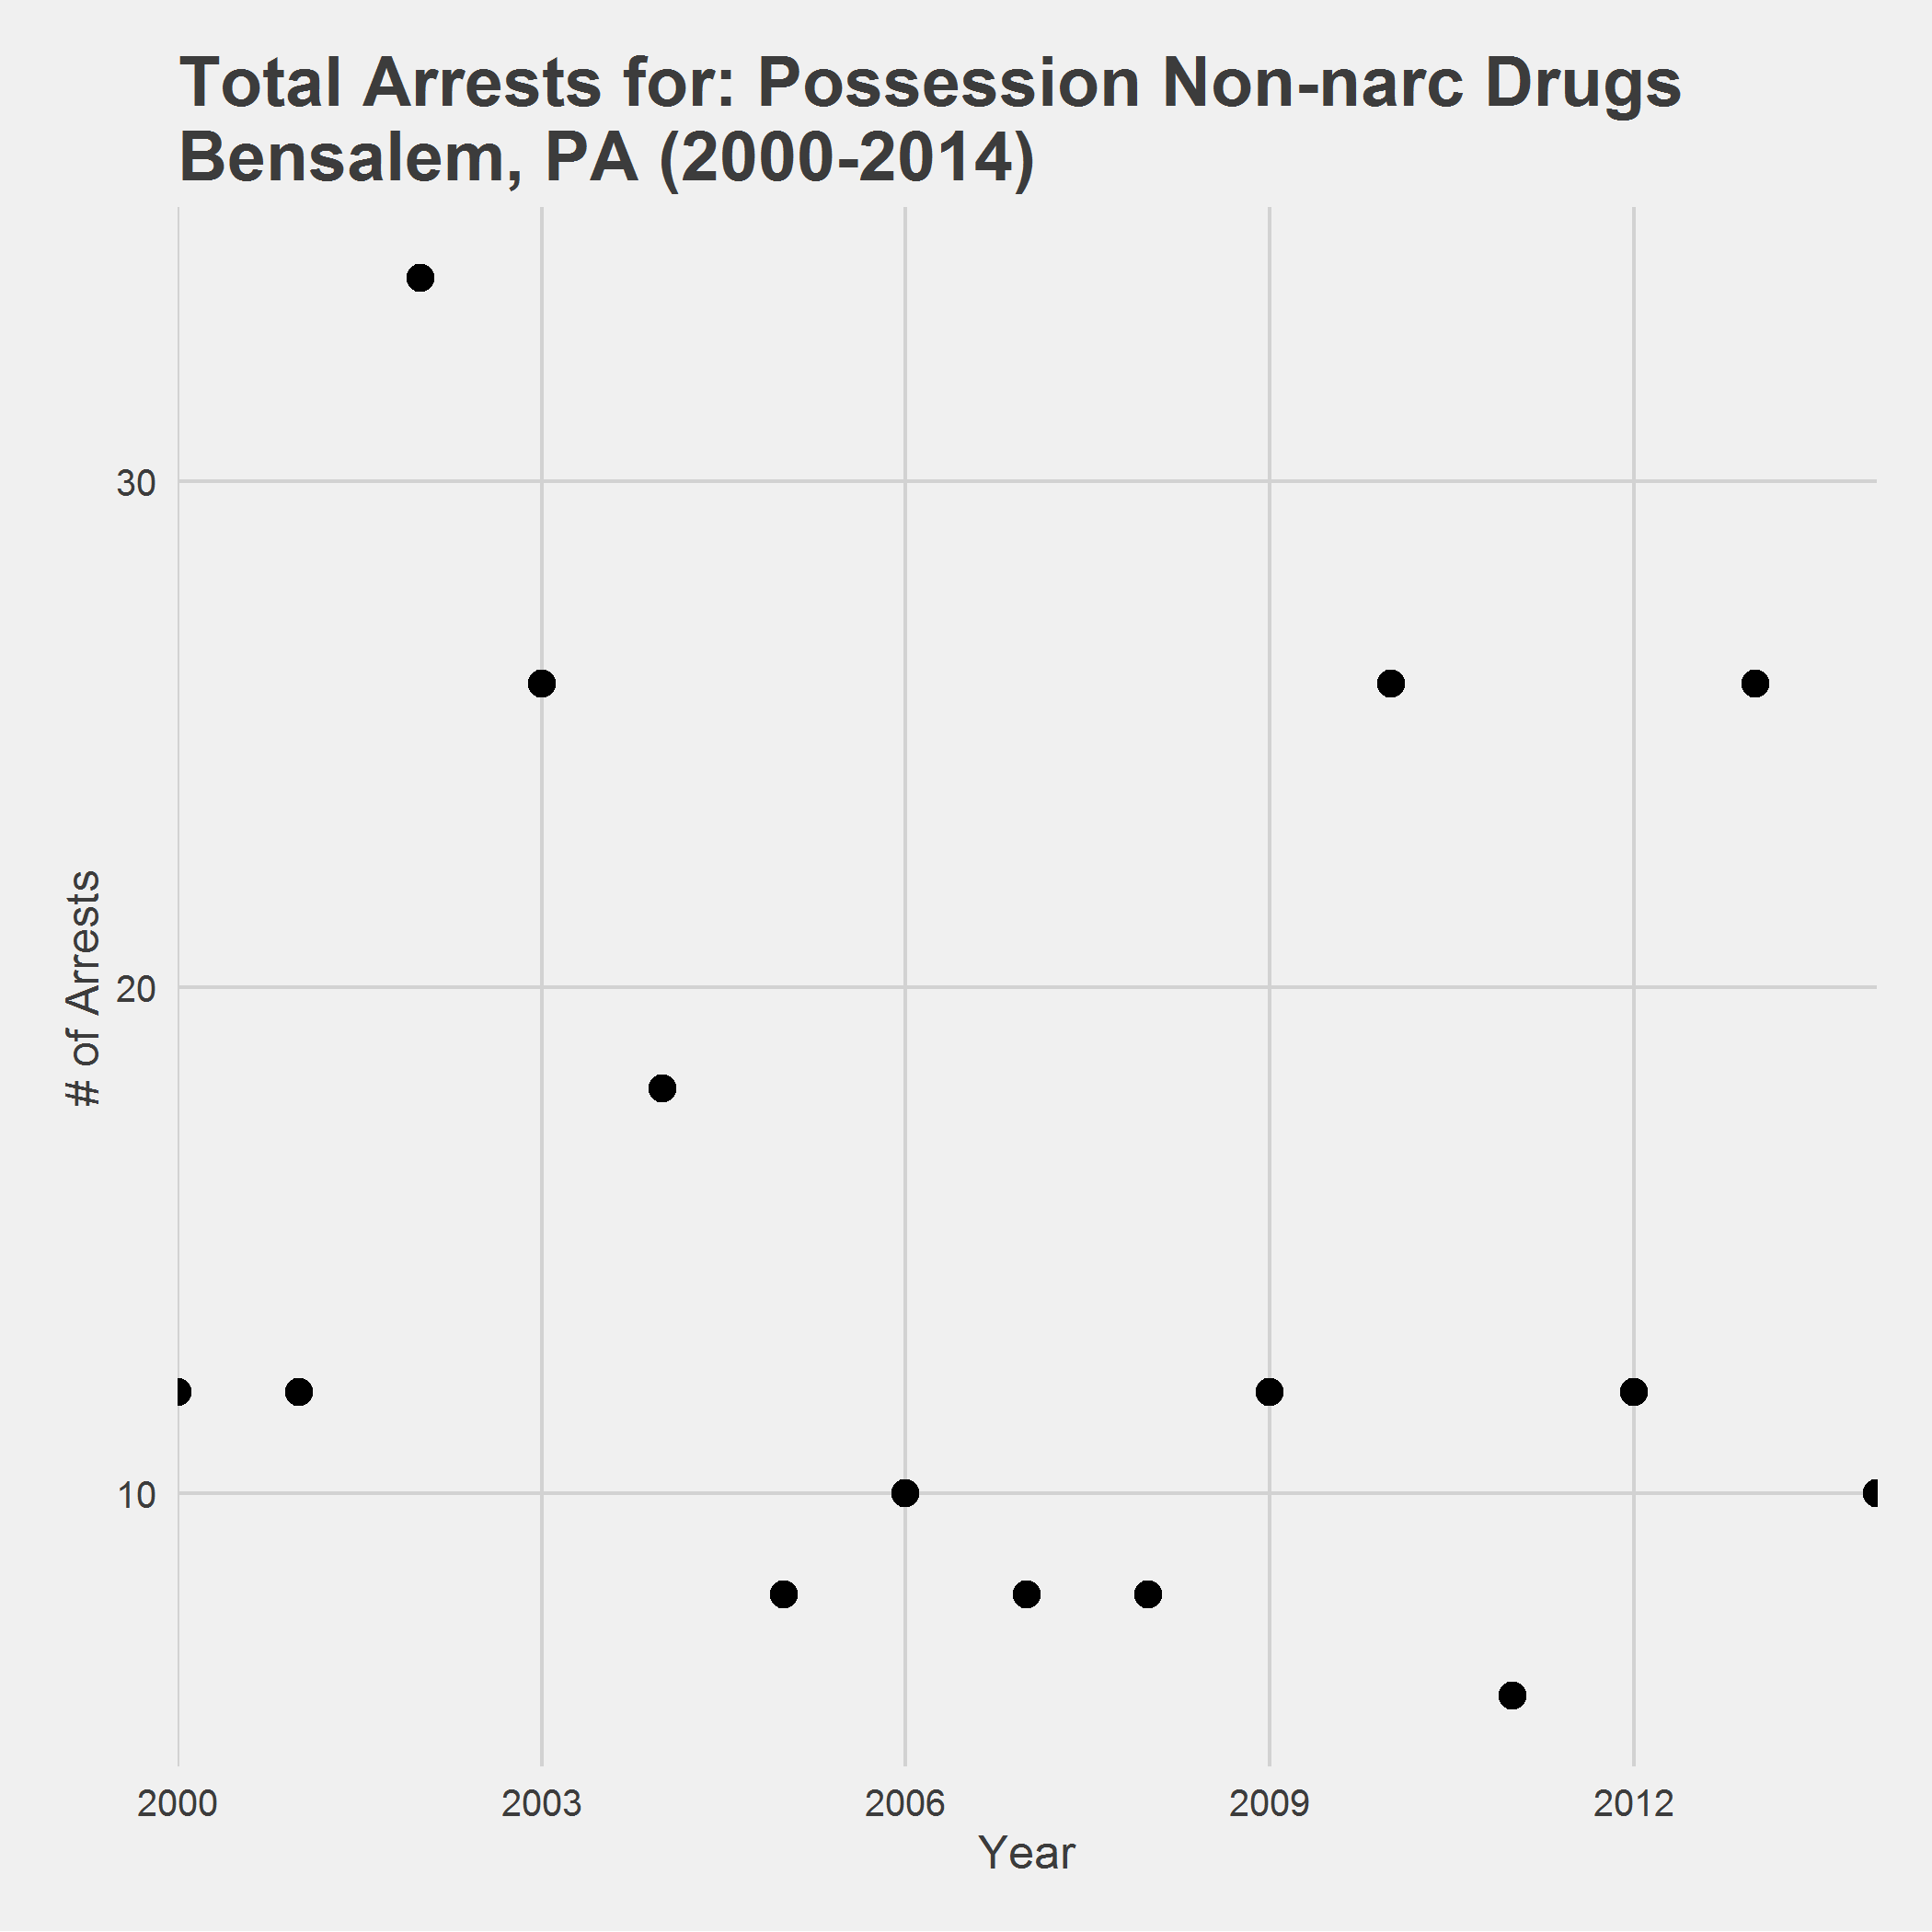 Total Arrests for: Possession Non-narc Drugs
Bensalem, PA (2000-2014)
# of Arrests
30
20
10
2000 2003 2006 2009 2012
Year